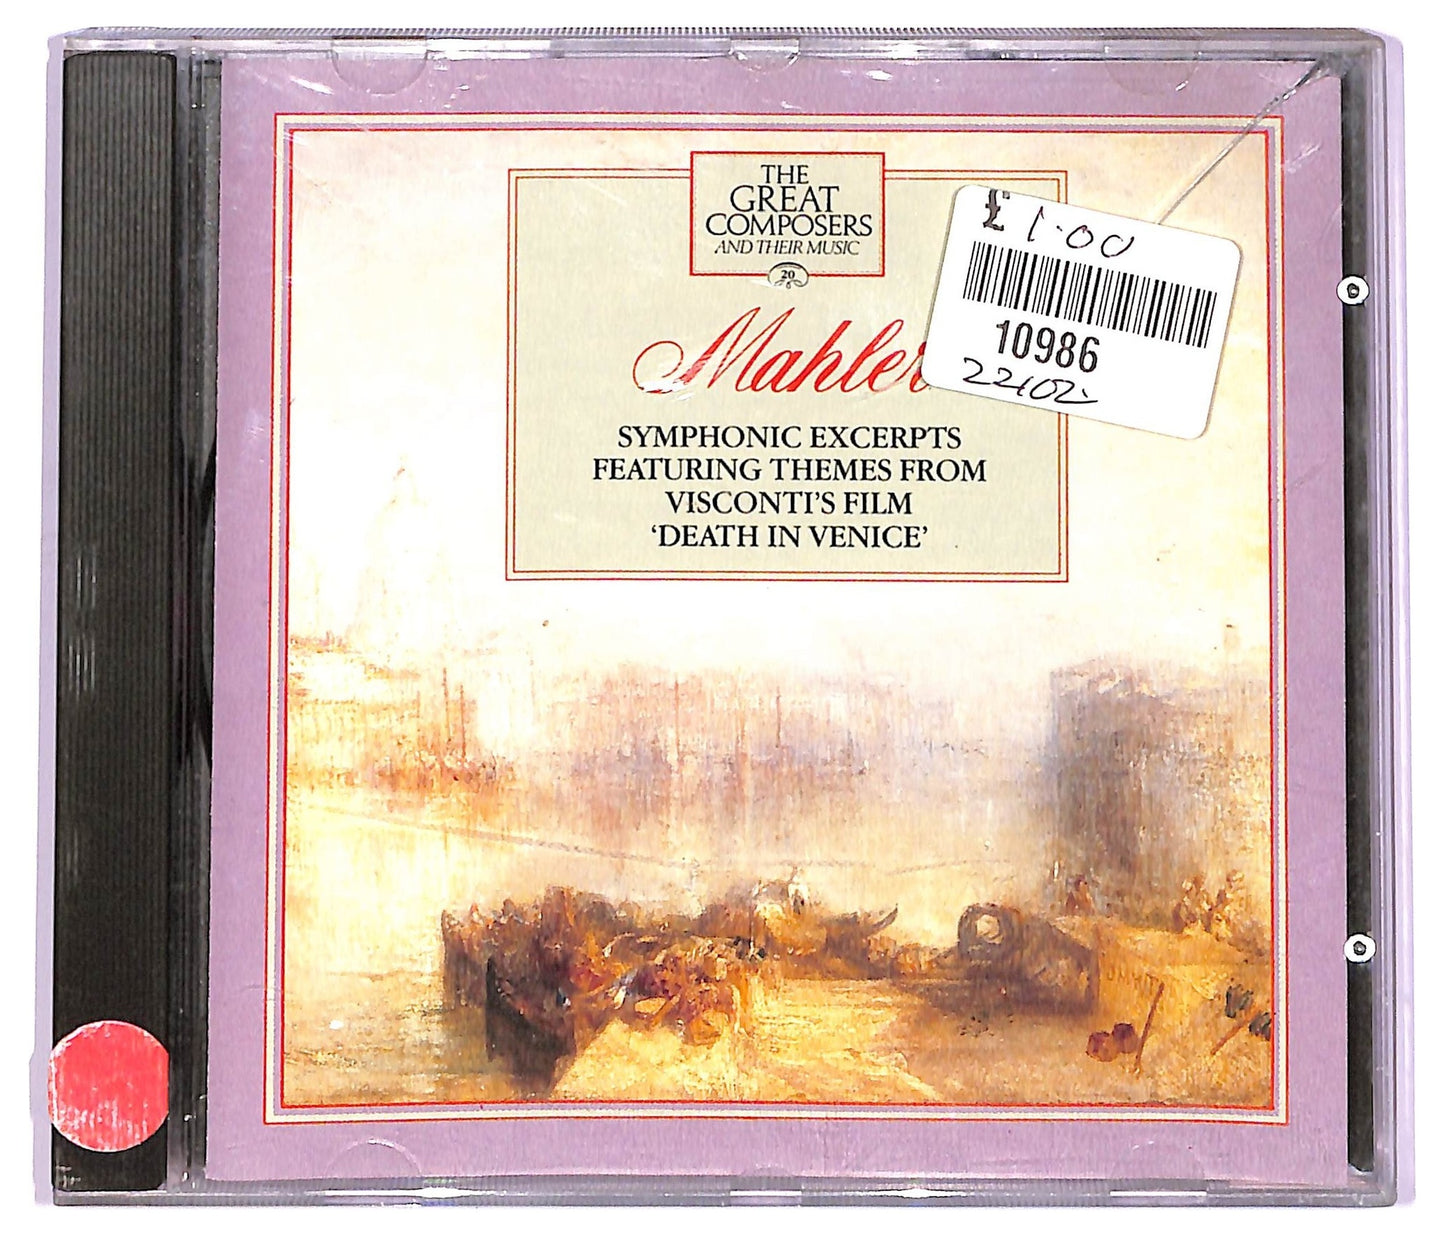 THE
GREAT
COMPOSERS
AND THEIR MUSIC
20
Mahler
SYMPHONIC EXCERPTS
FEATURING THEMES FROM
VISCONTI'S FILM
‘DEATH IN VENICE’
£ 1.00
10986